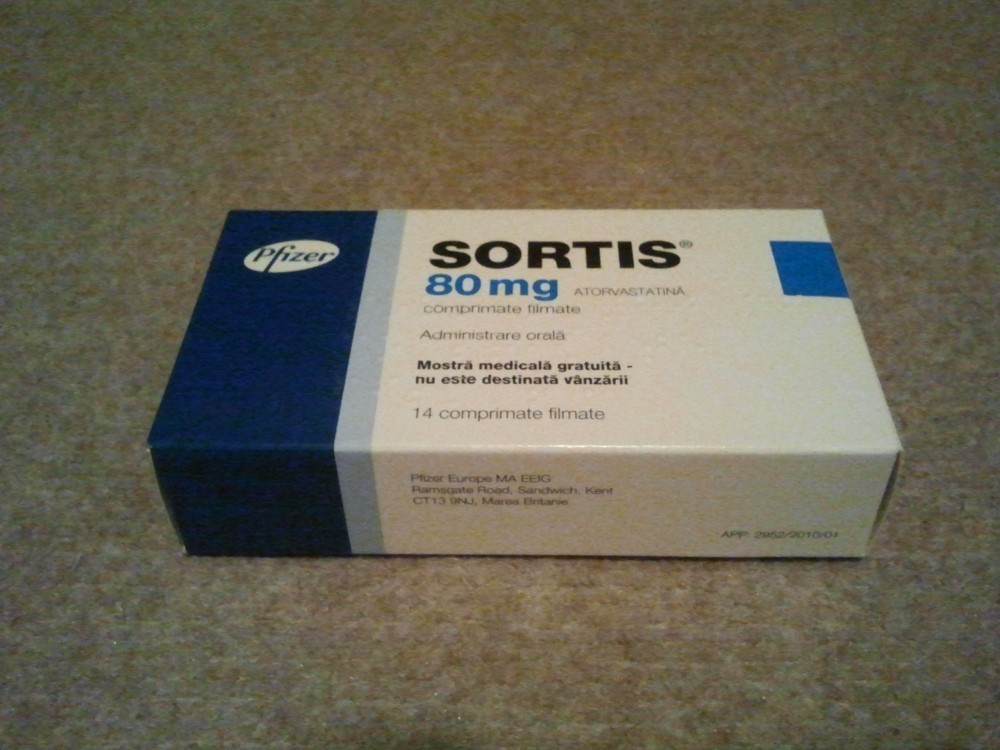 Pfizer
SORTIS®
80 mg ATORVASTATINĂ
comprimate filmate
Administrare orală
Mostră medicală gratuită -
nu este destinată vânzării
14 comprimate filmate
Pfizer Europe MA EEIG
Ramsgate Road, Sandwich, Kent
CT13 9NJ, Marea Britanie
APP: 2952/2010/01